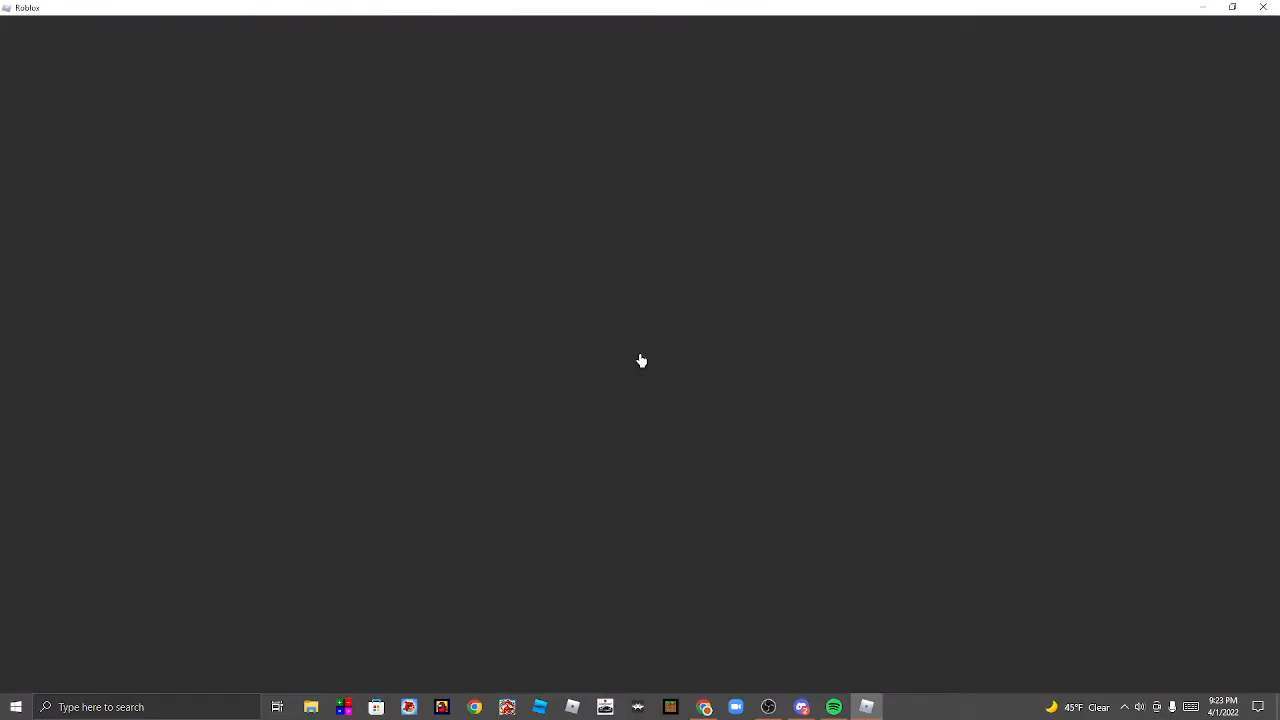 Roblox
Type here to search
45°F Clear
9:23 PM
4/1/2022